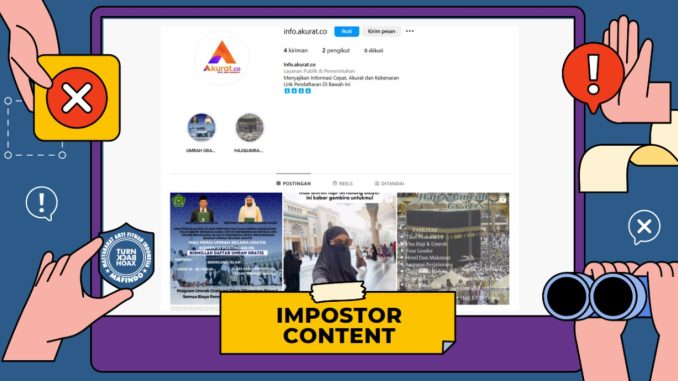 info.akurat.co
Ikuti
Kirim pesan
4 kiriman
2 pengikut
0 diikuti
Info.akurat.co
Layanan Publik & Pemerintahan
Menyajikan Informasi Cepat, Akurat dan Kebenaran
Link Pendaftaran Di Bawah Ini
Akurat.co
UMRAH GRA...
HAJI&UMRA...
POSTINGAN
REELS
DITANDAI
MAU PERGI UMROH SECARA GRATIS
BISMILLAH DAFTAR UMRAH GRATIS
ini kabar gembira untukmu!
FASILITAS
Visa Haji & Umroh
Tour Leader
Hotel Dan Makanan
MASYARAKAT ANTI FITNAH INDONESIA
TURN
BACK
HOAX
MAFINDO
IMPOSTOR
CONTENT